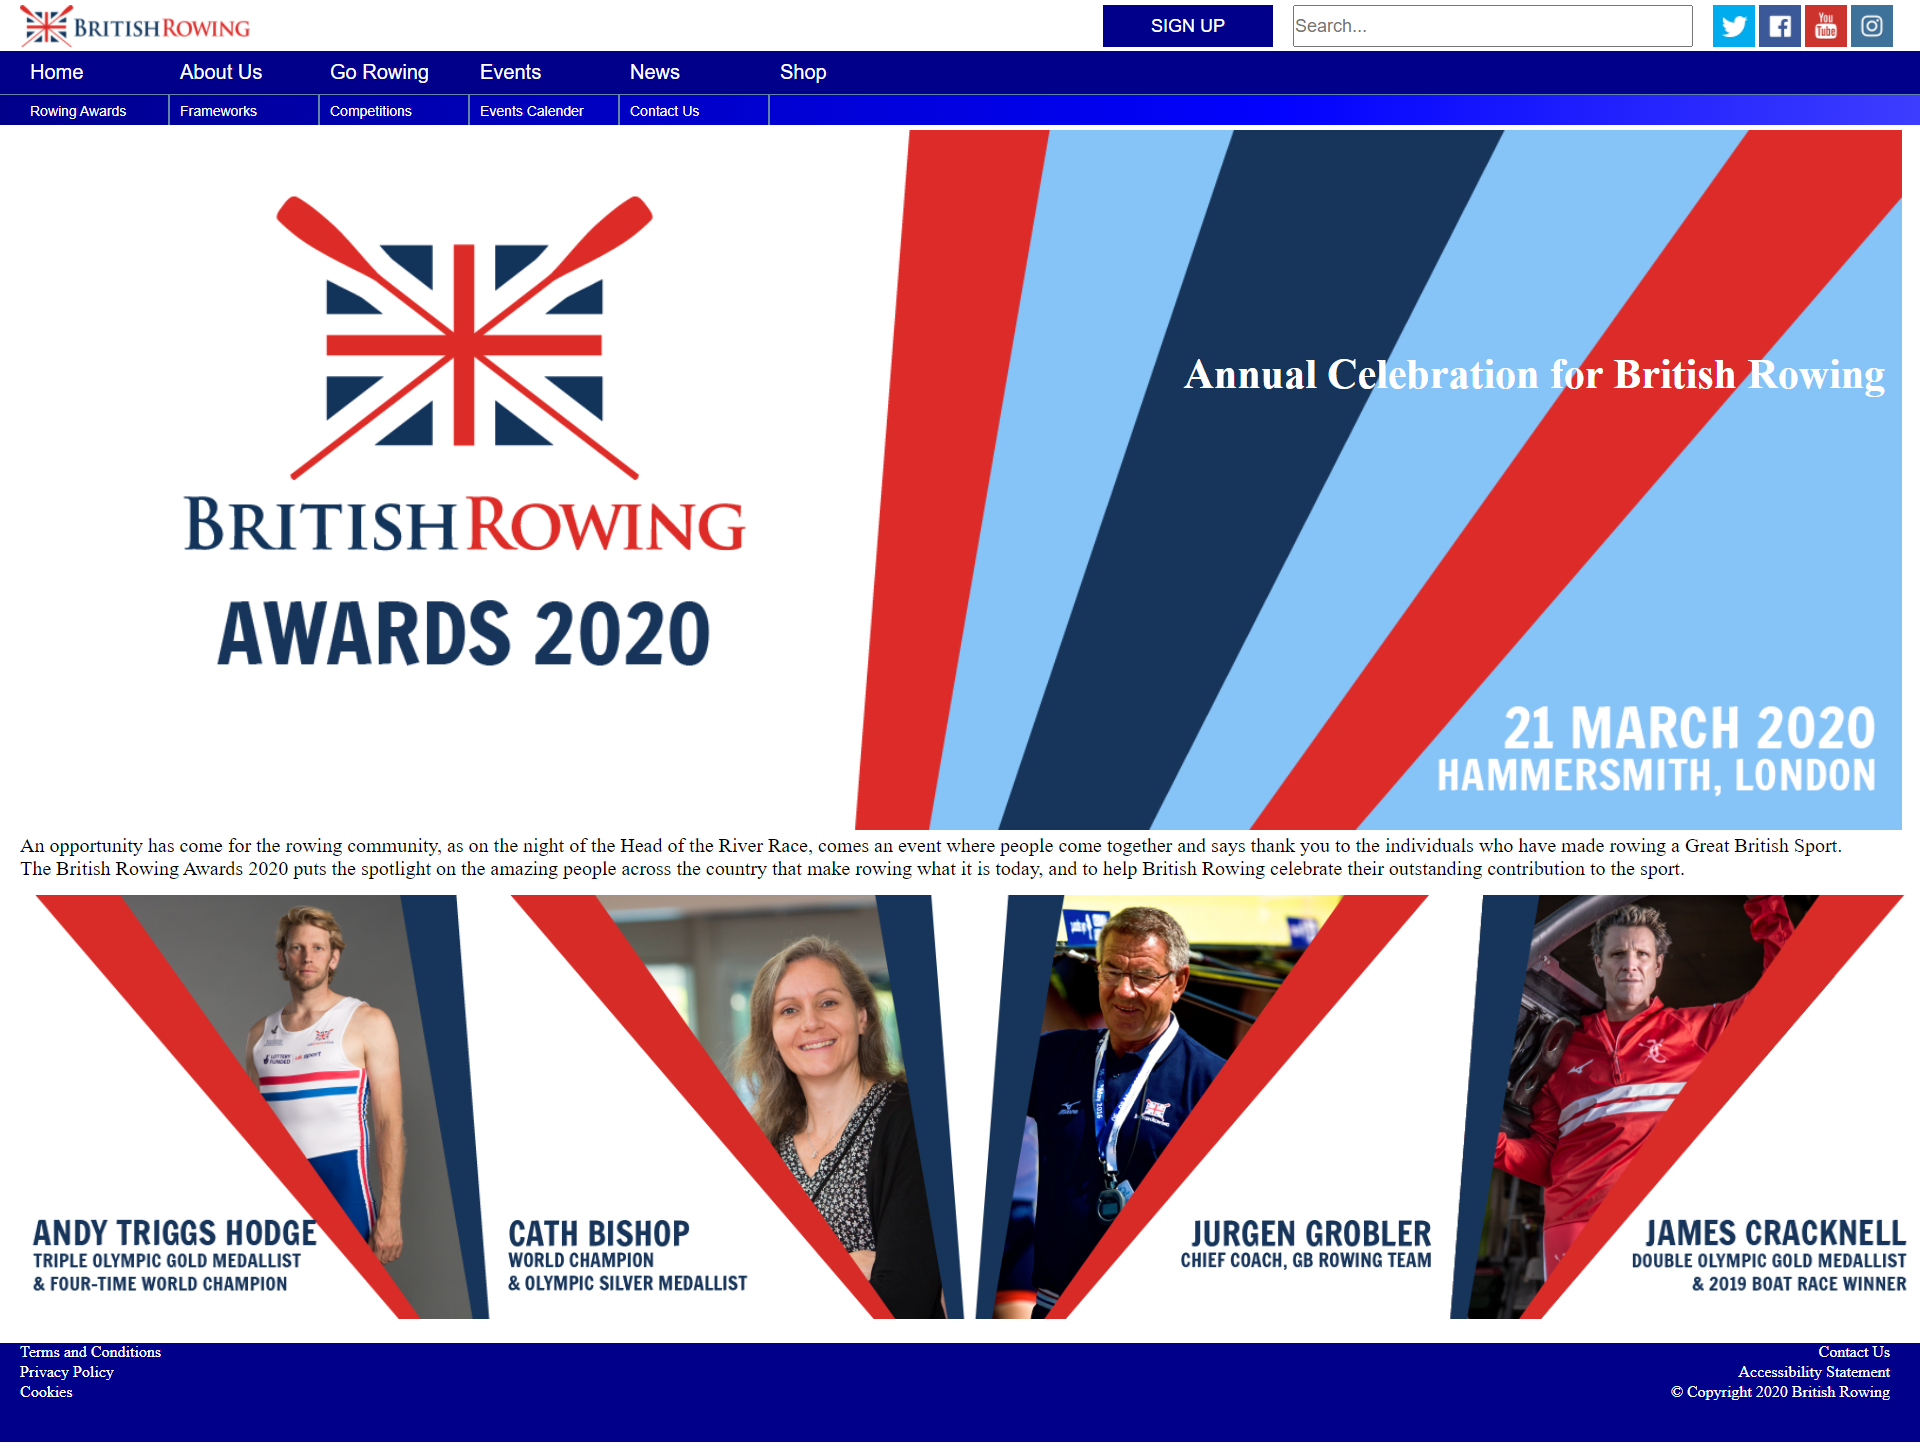 BRITISHROWING
SIGN UP
Search...
You
Tube
Home
About Us
Go Rowing
Events
News
Shop
Rowing Awards
Frameworks
Competitions
Events Calender
Contact Us
BRITISHROWING
AWARDS 2020
Annual Celebration for British Rowing
21 MARCH 2020
HAMMERSMITH, LONDON
An opportunity has come for the rowing community, as on the night of the Head of the River Race, comes an event where people come together and says thank you to the individuals who have made rowing a Great British Sport.
The British Rowing Awards 2020 puts the spotlight on the amazing people across the country that make rowing what it is today, and to help British Rowing celebrate their outstanding contribution to the sport.
LOTTERY
FUNDED
uk sport
ANDY TRIGGS HODGE
TRIPLE OLYMPIC GOLD MEDALLIST
& FOUR-TIME WORLD CHAMPION
CATH BISHOP
WORLD CHAMPION
& OLYMPIC SILVER MEDALLIST
JURGEN GROBLER
CHIEF COACH, GB ROWING TEAM
JAMES CRACKNELL
DOUBLE OLYMPIC GOLD MEDALLIST
& 2019 BOAT RACE WINNER
Terms and Conditions
Privacy Policy
Cookies
Contact Us
Accessibility Statement
© Copyright 2020 British Rowing